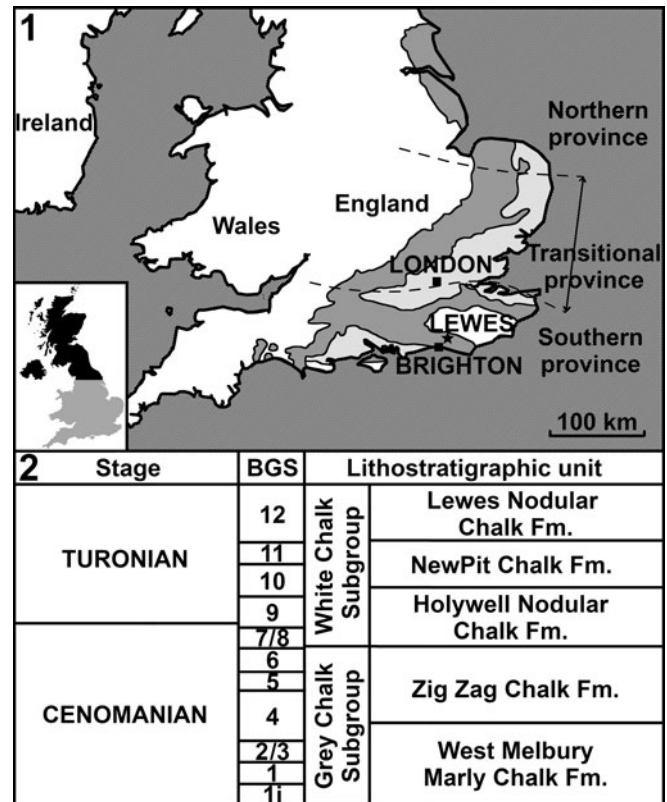 1
Northern
province
Ireland
England
Wales
LONDON
Transitional
province
LEWES
Southern
province
BRIGHTON
100 km
2
Stage BGS Lithostratigraphic unit
TURONIAN
CENOMANIAN
12
11
10
9
7/8
6
5
4
2/3
1
1i
White Chalk
Subgroup
Grey Chalk
Subgroup
Lewes Nodular
Chalk Fm.
NewPit Chalk Fm.
Holywell Nodular
Chalk Fm.
Zig Zag Chalk Fm.
West Melbury
Marly Chalk Fm.